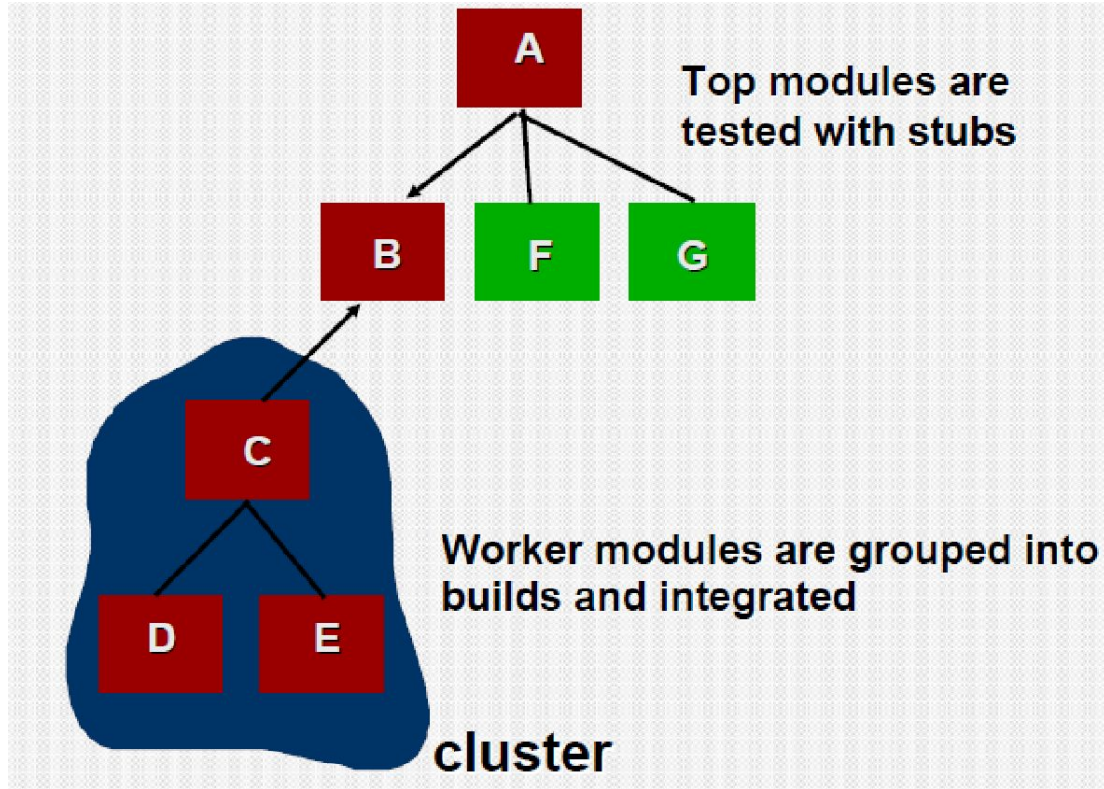 A
Top modules are
tested with stubs
B
F
G
C
Worker modules are grouped into
builds and integrated
D
E
cluster